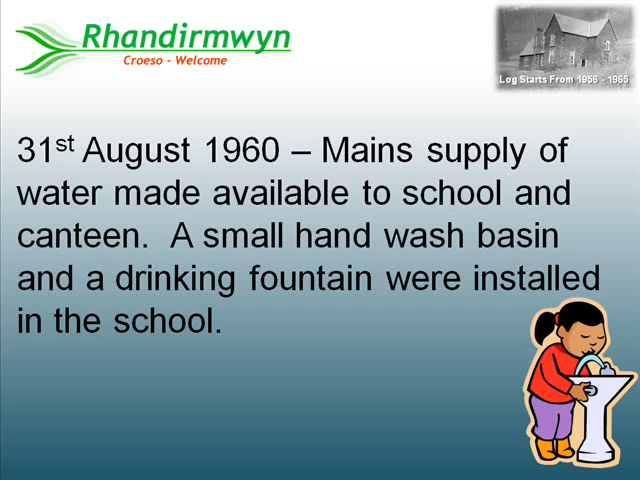 Rhandirmwyn
Croeso - Welcome
Log Starts From 1956 - 1965
31st August 1960 – Mains supply of
water made available to school and
canteen.  A small hand wash basin
and a drinking fountain were installed
in the school.